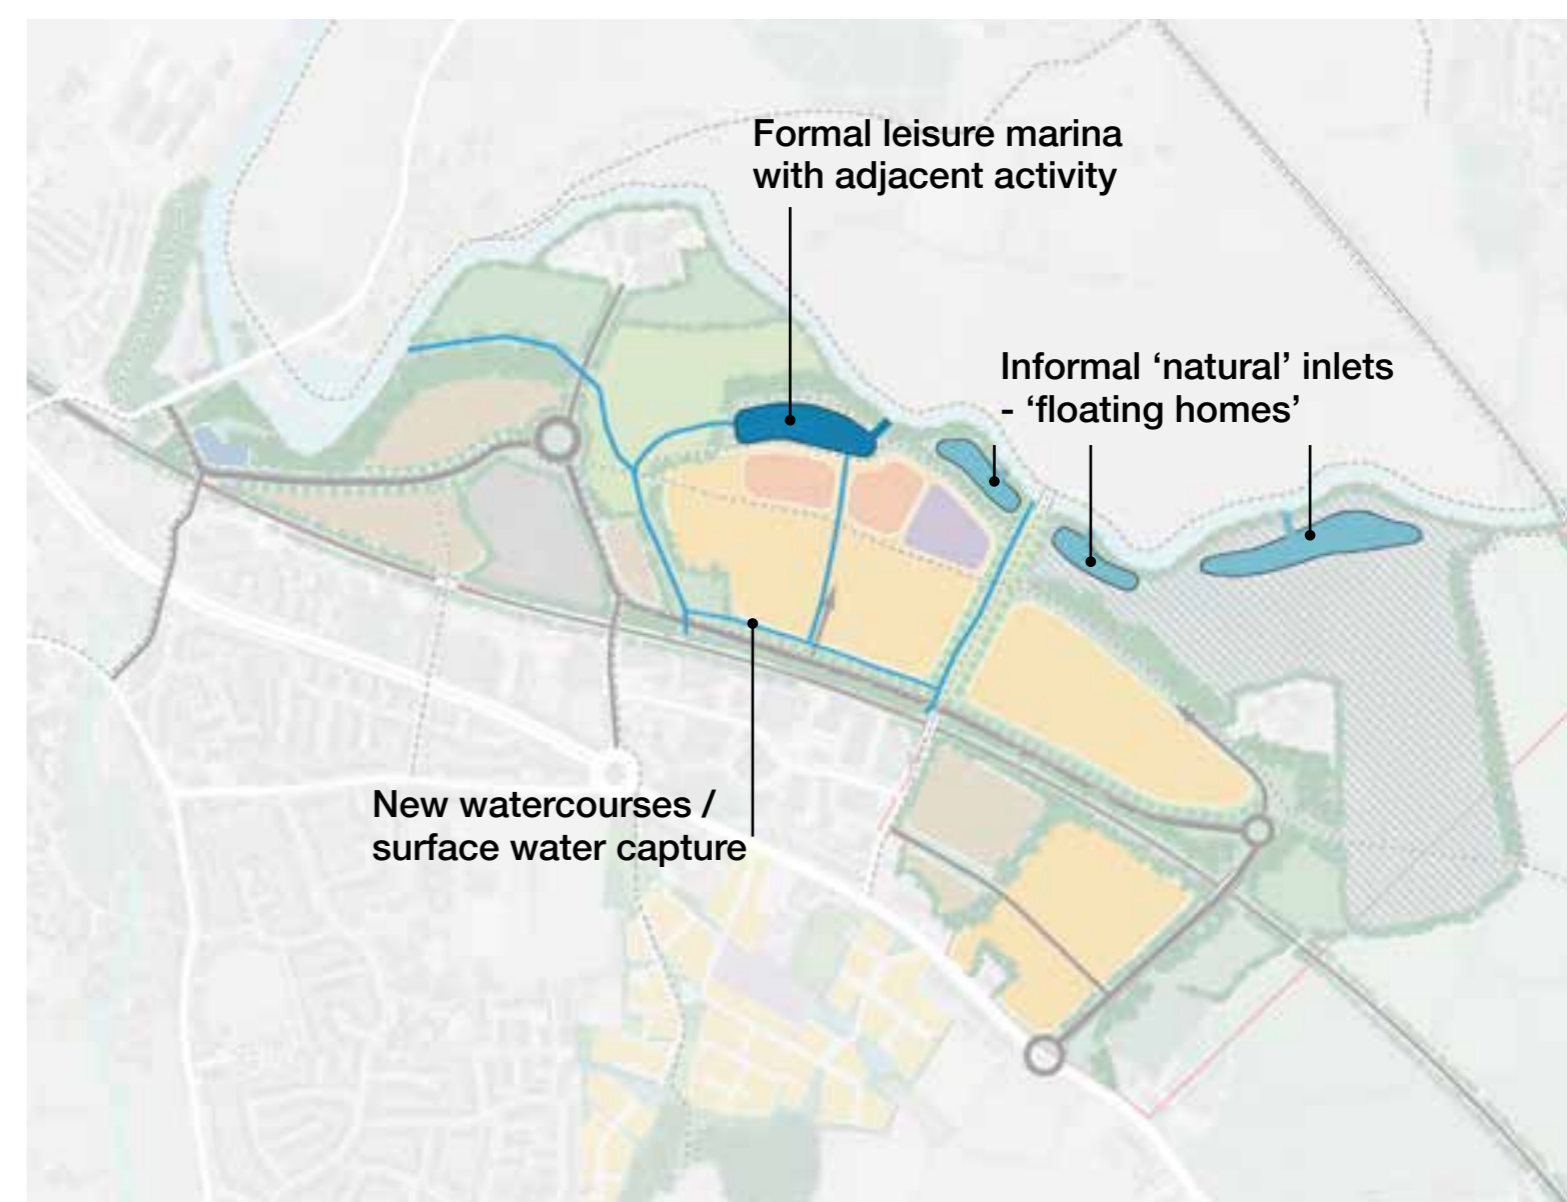 Formal leisure marina
with adjacent activity
Informal ‘natural’ inlets
- ‘floating homes’
New watercourses /
surface water capture